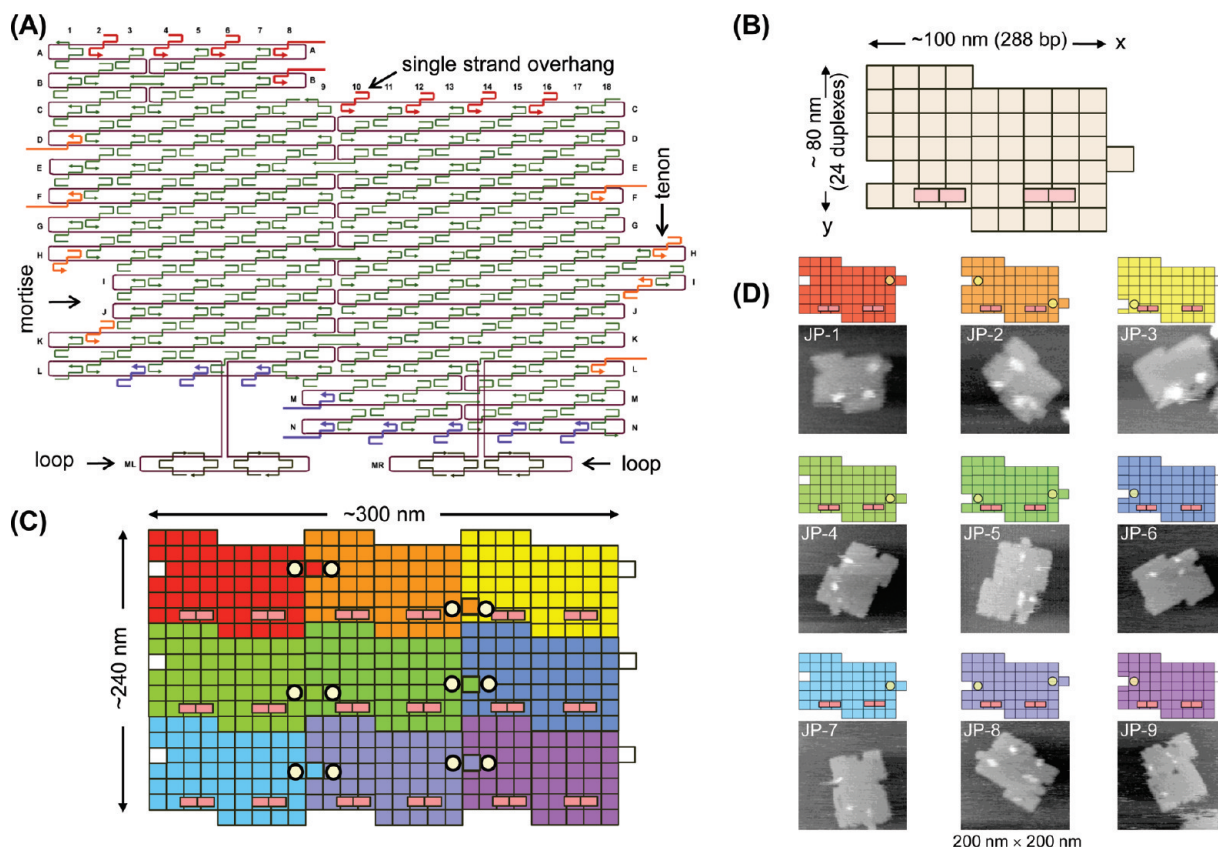 (A)
1 2 3 4 5 6 7 8
A A
B B
single strand overhang
9 10 11 12 13 14 15 16 17 18
C C
D D
E E
F F
G G
tenon
H H
I I
mortise
J J
K K
L L
M M
N N
loop ML MR loop
(B)
~100 nm (288 bp) x
~ 80 nm
(24 duplexes)
y
(C)
~300 nm
~240 nm
(D)
JP-1 JP-2 JP-3
JP-4 JP-5 JP-6
JP-7 JP-8 JP-9
200 nm × 200 nm